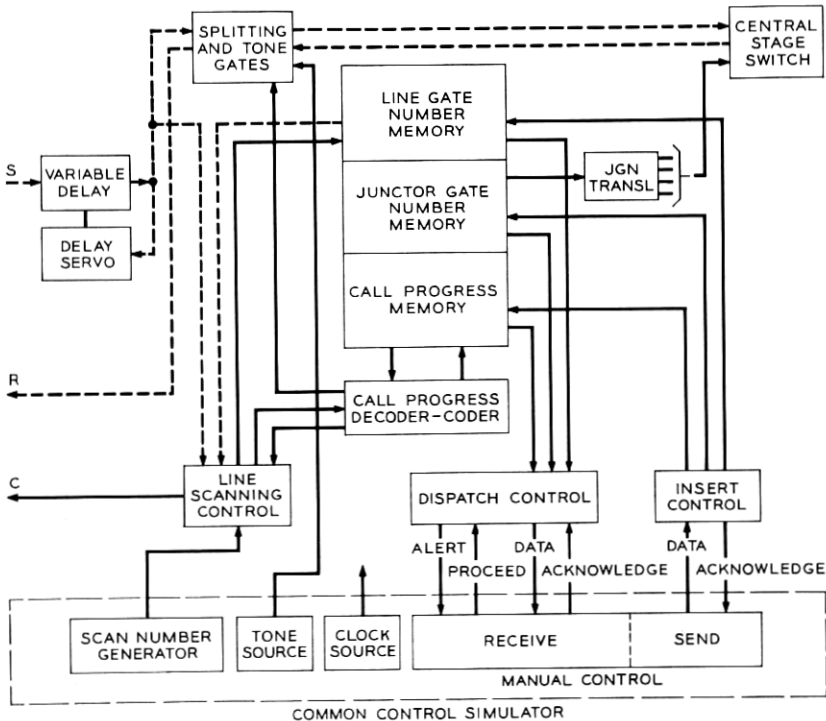 SPLITTING
AND TONE
GATES
CENTRAL
STAGE
SWITCH
LINE GATE
NUMBER
MEMORY
S
VARIABLE
DELAY
JGN
TRANSL
JUNCTOR GATE
NUMBER MEMORY
DELAY
SERVO
CALL PROGRESS
MEMORY
R
CALL PROGRESS
DECODER-CODER
C
LINE
SCANNING
CONTROL
DISPATCH CONTROL
INSERT
CONTROL
ALERT
DATA
DATA
PROCEED
ACKNOWLEDGE
ACKNOWLEDGE
SCAN NUMBER
GENERATOR
TONE
SOURCE
CLOCK
SOURCE
RECEIVE
SEND
MANUAL CONTROL
COMMON CONTROL SIMULATOR